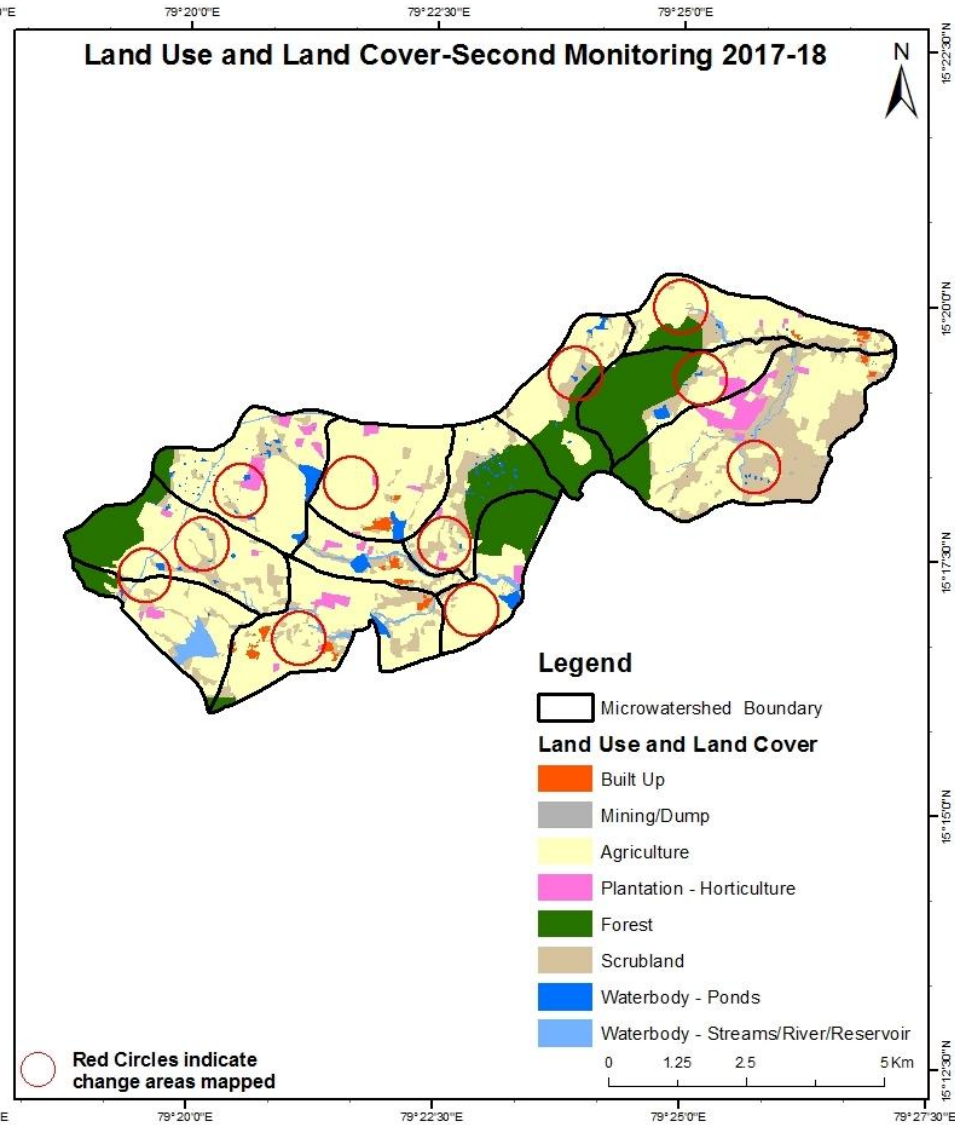 0"E 79°20'0"E 79°22'30"E 79°25'0"E
Land Use and Land Cover-Second Monitoring 2017-18
N
15°22'30"N
15°20'0"N
15°17'30"N
15°15'0"N
15°12'30"N
Legend
Microwatershed Boundary
Land Use and Land Cover
Built Up
Mining/Dump
Agriculture
Plantation - Horticulture
Forest
Scrubland
Waterbody - Ponds
Waterbody - Streams/River/Reservoir
0 1.25 2.5 5 Km
Red Circles indicate
change areas mapped
E 79°20'0"E 79°22'30"E 79°25'0"E 79°27'30"E